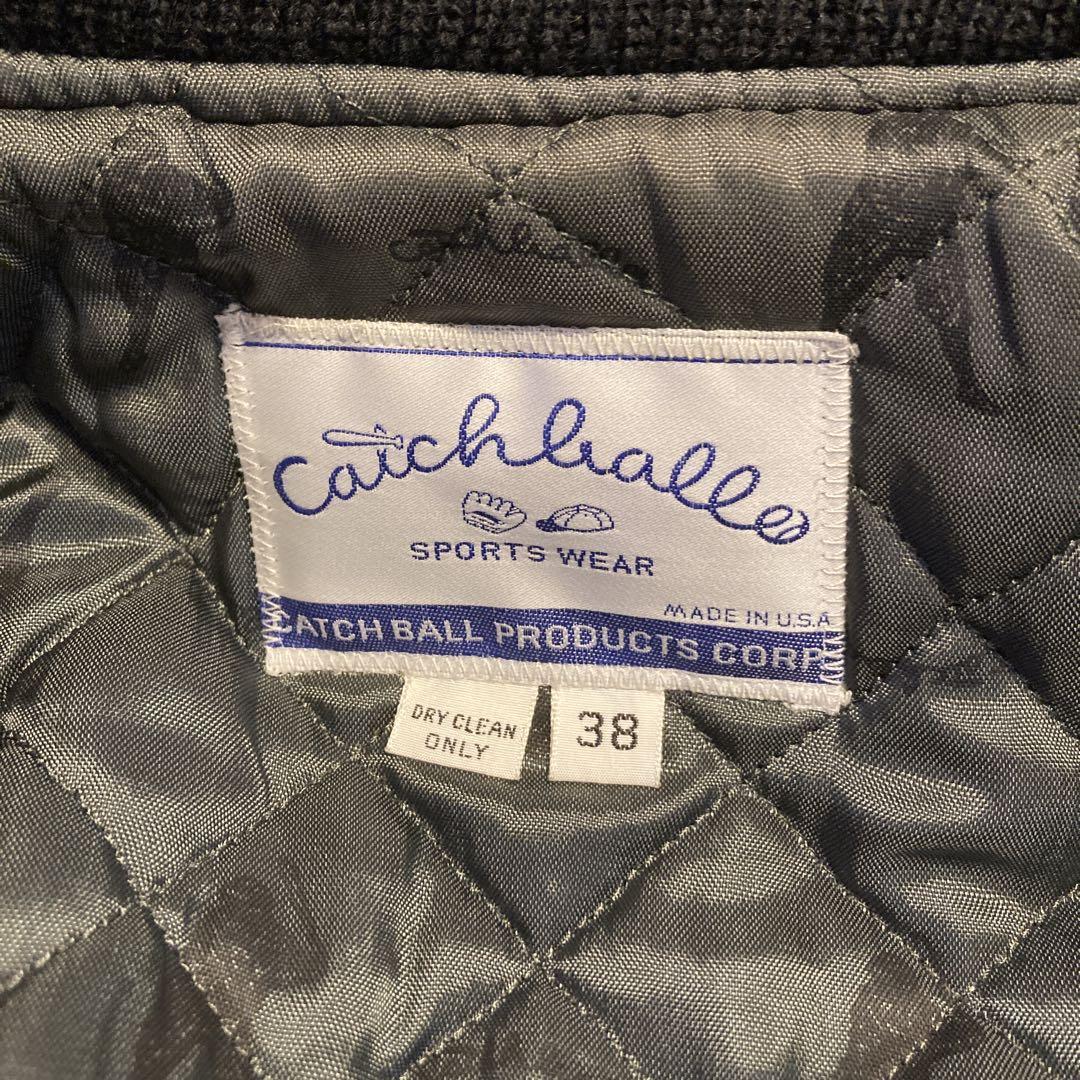 Catchballe
SPORTS WEAR
MADE IN U.S.A
CATCH BALL PRODUCTS CORP
DRY CLEAN
ONLY
38